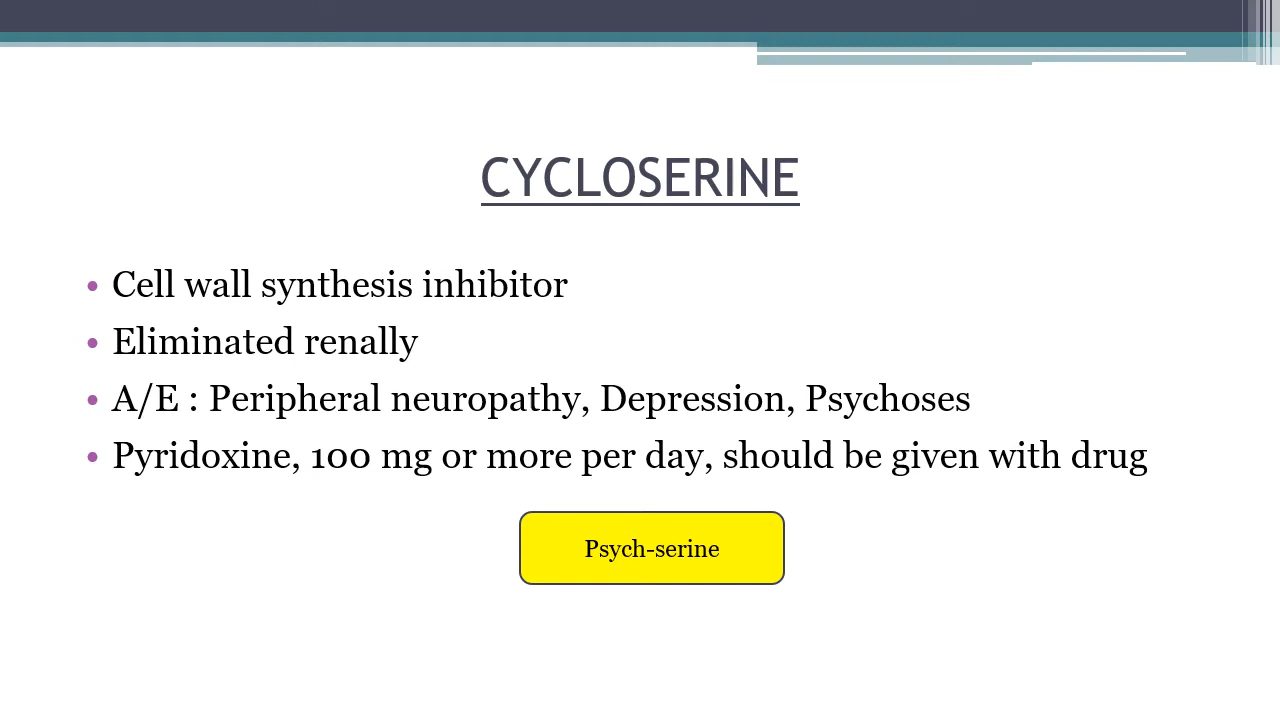 CYCLOSERINE
• Cell wall synthesis inhibitor
• Eliminated renally
• A/E : Peripheral neuropathy, Depression, Psychoses
• Pyridoxine, 100 mg or more per day, should be given with drug
Psych-serine